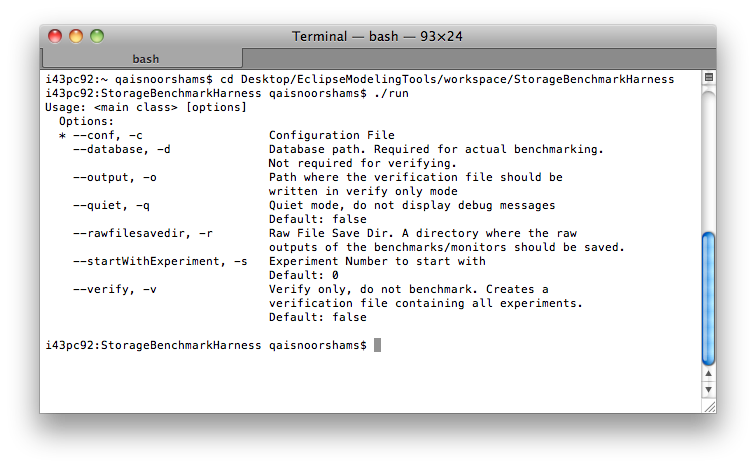 Terminal — bash — 93×24
bash
i43pc92:~ qaisnoorshams$ cd Desktop/EclipseModelingTools/workspace/StorageBenchmarkHarness
i43pc92:StorageBenchmarkHarness qaisnoorshams$ ./run
Usage: <main class> [options]
  Options:
  * --conf, -c                 Configuration File
    --database, -d             Database path. Required for actual benchmarking.
                               Not required for verifying.
    --output, -o               Path where the verification file should be
                               written in verify only mode
    --quiet, -q                Quiet mode, do not display debug messages
                               Default: false
    --rawfilesavedir, -r       Raw File Save Dir. A directory where the raw
                               outputs of the benchmarks/monitors should be saved.
    --startWithExperiment, -s  Experiment Number to start with
                               Default: 0
    --verify, -v               Verify only, do not benchmark. Creates a
                               verification file containing all experiments.
                               Default: false
i43pc92:StorageBenchmarkHarness qaisnoorshams$